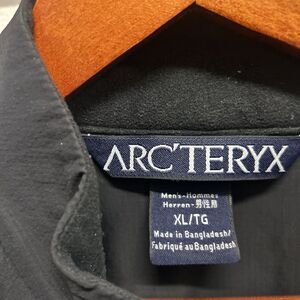 ARC'TERYX
Men's-Hommes
Herren-男性用
XL/TG
Made in Bangladesh/
Fabriqué au Bangladesh